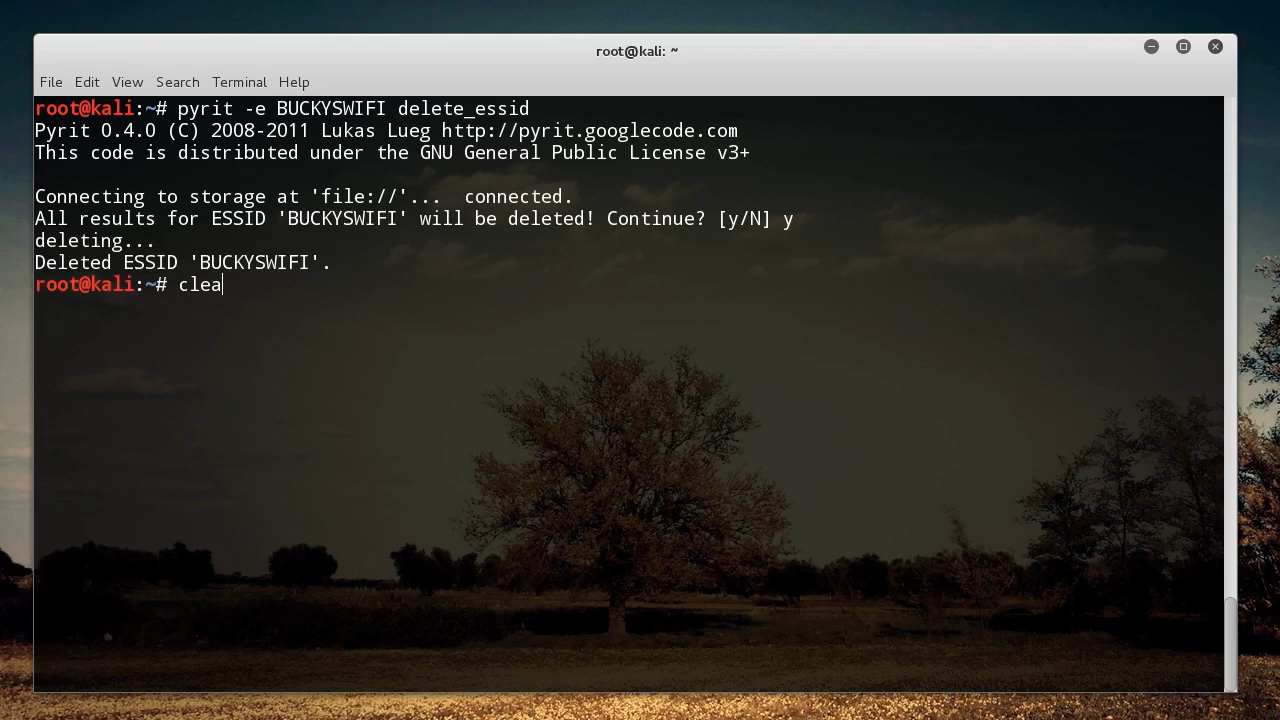 root@kali: ~
File Edit View Search Terminal Help
root@kali:~# pyrit -e BUCKYSWIFI delete_essid
Pyrit 0.4.0 (C) 2008-2011 Lukas Lueg http://pyrit.googlecode.com
This code is distributed under the GNU General Public License v3+
Connecting to storage at 'file://'...  connected.
All results for ESSID 'BUCKYSWIFI' will be deleted! Continue? [y/N] y
deleting...
Deleted ESSID 'BUCKYSWIFI'.
root@kali:~# clea